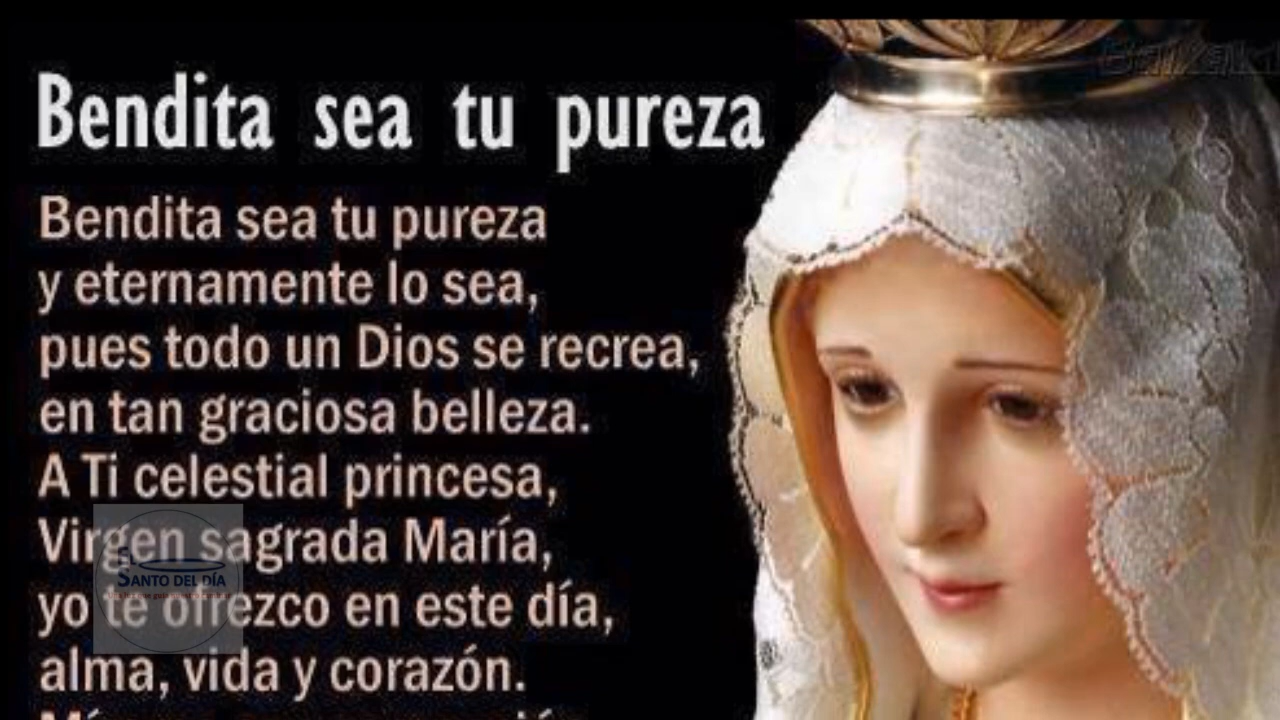 Bendita sea tu pureza
Bendita sea tu pureza
y eternamente lo sea,
pues todo un Dios se recrea,
en tan graciosa belleza.
A Ti celestial princesa,
Virgen sagrada María,
yo te ofrezco en este día,
alma, vida y corazón.
El
SANTO DEL DÍA